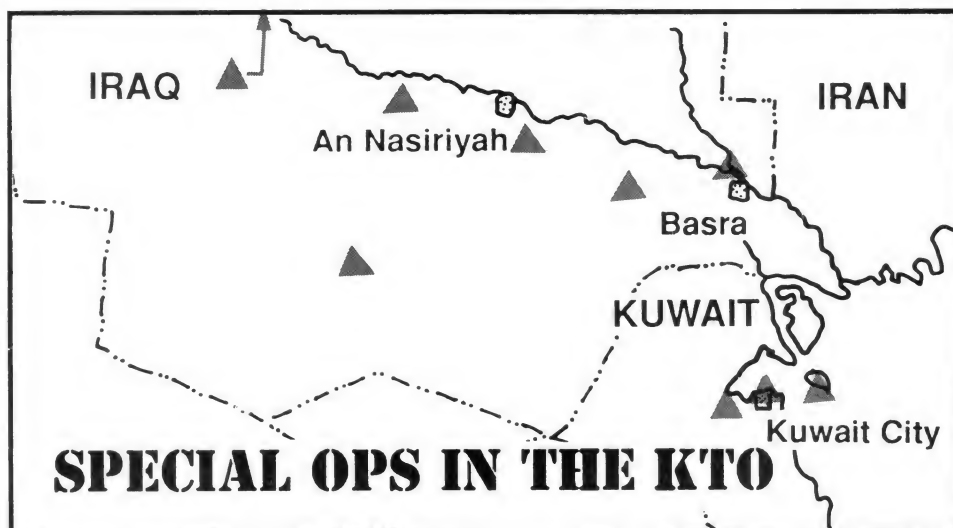 IRAQ
IRAN
An Nasiriyah
Basra
KUWAIT
Kuwait City
SPECIAL OPS IN THE KTO